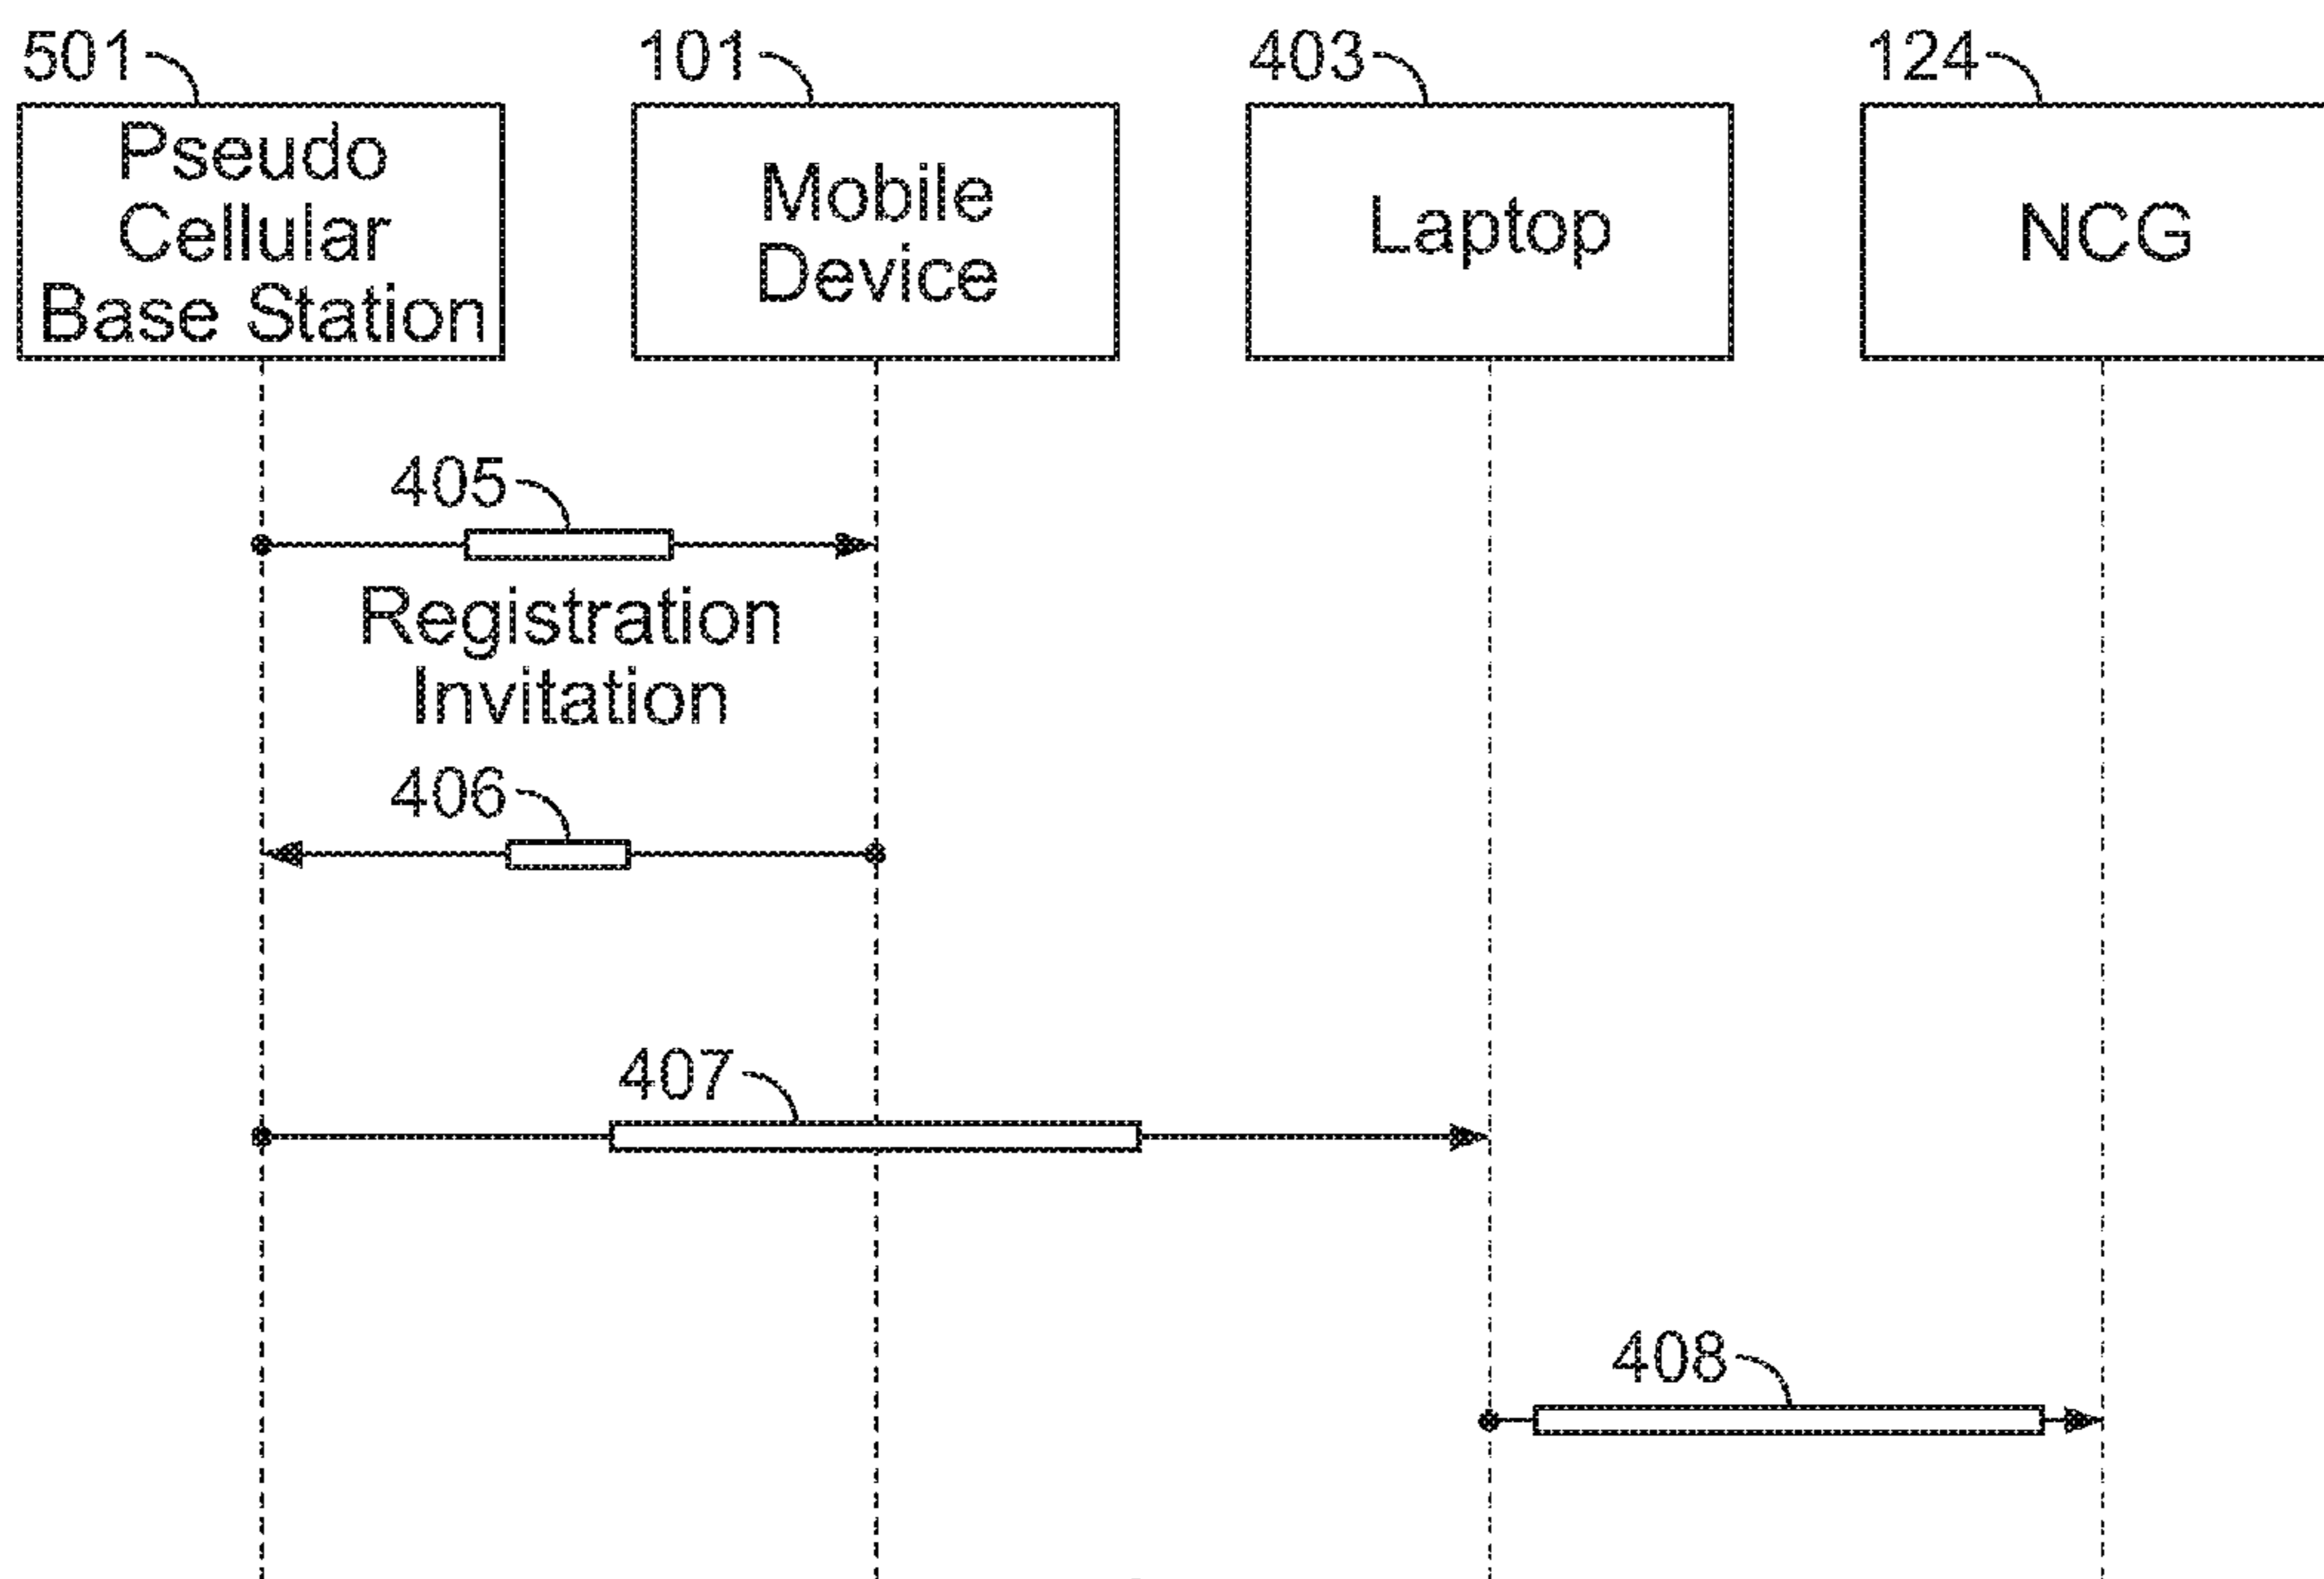 501
101
403
124
Pseudo
Cellular
Base Station
Mobile
Device
Laptop
NCG
405
Registration
Invitation
406
407
408